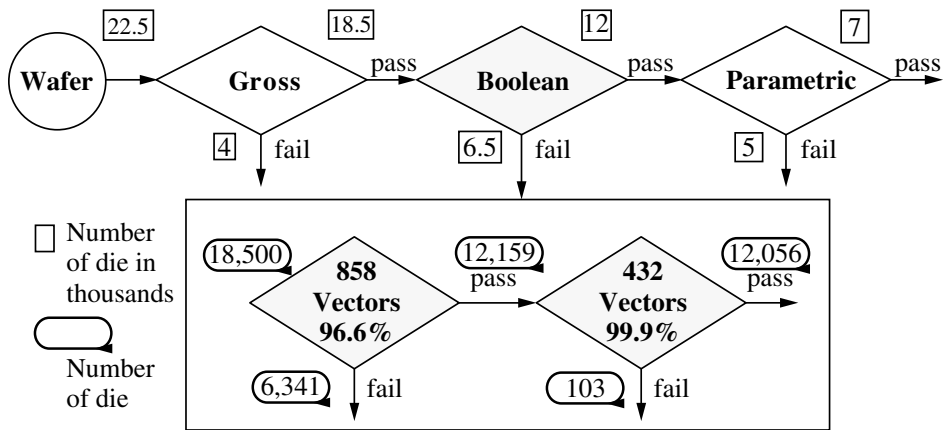 22.5
18.5
12
7
Wafer
Gross
pass
Boolean
pass
Parametric
pass
4
fail
6.5
fail
5
fail
Number
of die in
thousands
Number
of die
18,500
858
Vectors
96.6%
12,159
pass
432
Vectors
99.9%
12,056
pass
6,341
fail
103
fail